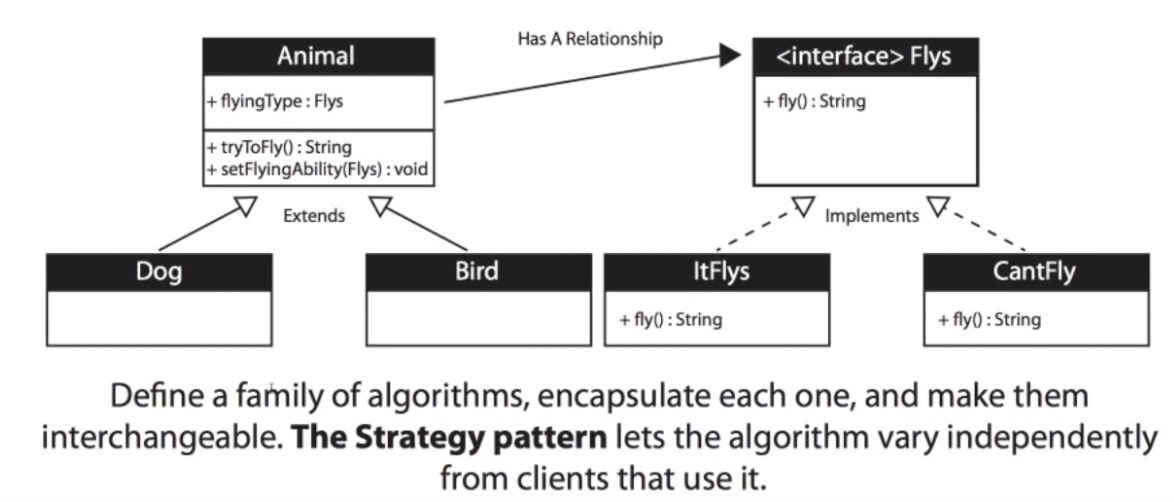 Has A Relationship
Animal
+ flyingType : Flys
+ tryToFly() : String
+ setFlyingAbility(Flys) : void
<interface> Flys
+ fly() : String
Extends
Implements
Dog
Bird
ItFlys
+ fly() : String
CantFly
+ fly() : String
Define a family of algorithms, encapsulate each one, and make them
interchangeable. The Strategy pattern lets the algorithm vary independently
from clients that use it.